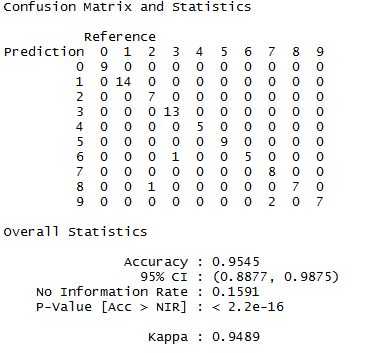 Confusion Matrix and Statistics
Reference
Prediction 0 1 2 3 4 5 6 7 8 9
0 9 0 0 0 0 0 0 0 0 0
1 0 14 0 0 0 0 0 0 0 0
2 0 0 7 0 0 0 0 0 0 0
3 0 0 0 13 0 0 0 0 0 0
4 0 0 0 0 5 0 0 0 0 0
5 0 0 0 0 0 9 0 0 0 0
6 0 0 0 1 0 0 5 0 0 0
7 0 0 0 0 0 0 0 8 0 0
8 0 0 1 0 0 0 0 0 7 0
9 0 0 0 0 0 0 0 2 0 7
Overall Statistics
Accuracy : 0.9545
95% CI : (0.8877, 0.9875)
No Information Rate : 0.1591
P-Value [Acc > NIR] : < 2.2e-16
Kappa : 0.9489